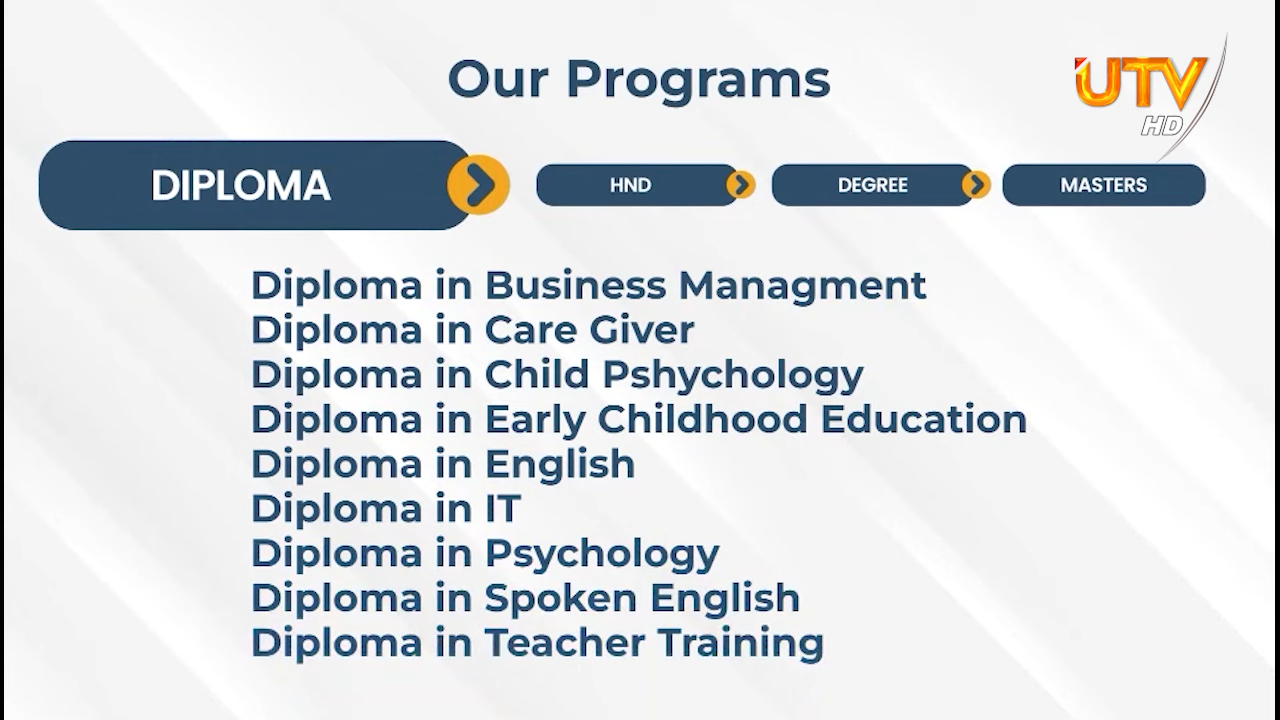 Our Programs
UTV
HD
DIPLOMA
HND
DEGREE
MASTERS
Diploma in Business Managment
Diploma in Care Giver
Diploma in Child Pshychology
Diploma in Early Childhood Education
Diploma in English
Diploma in IT
Diploma in Psychology
Diploma in Spoken English
Diploma in Teacher Training